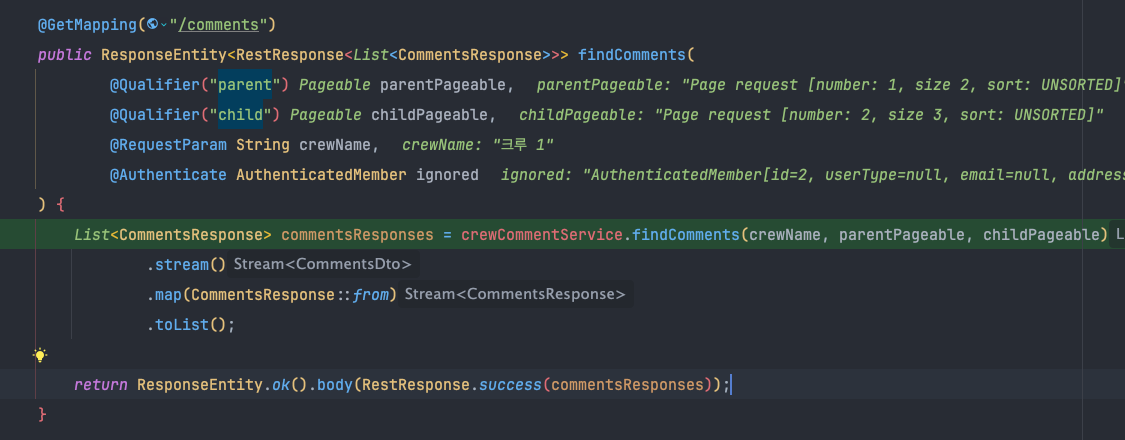 @GetMapping("/comments")
public ResponseEntity<RestResponse<List<CommentsResponse>>> findComments(
@Qualifier("parent") Pageable parentPageable,  parentPageable: "Page request [number: 1, size 2, sort: UNSORTED]"
@Qualifier("child") Pageable childPageable,  childPageable: "Page request [number: 2, size 3, sort: UNSORTED]"
@RequestParam String crewName,  crewName: "크루 1"
@Authenticate AuthenticatedMember ignored  ignored: "AuthenticatedMember[id=2, userType=null, email=null, addres
) {
List<CommentsResponse> commentsResponses = crewCommentService.findComments(crewName, parentPageable, childPageable) L
.stream() Stream<CommentsDto>
.map(CommentsResponse::from) Stream<CommentsResponse>
.toList();
return ResponseEntity.ok().body(RestResponse.success(commentsResponses));
}